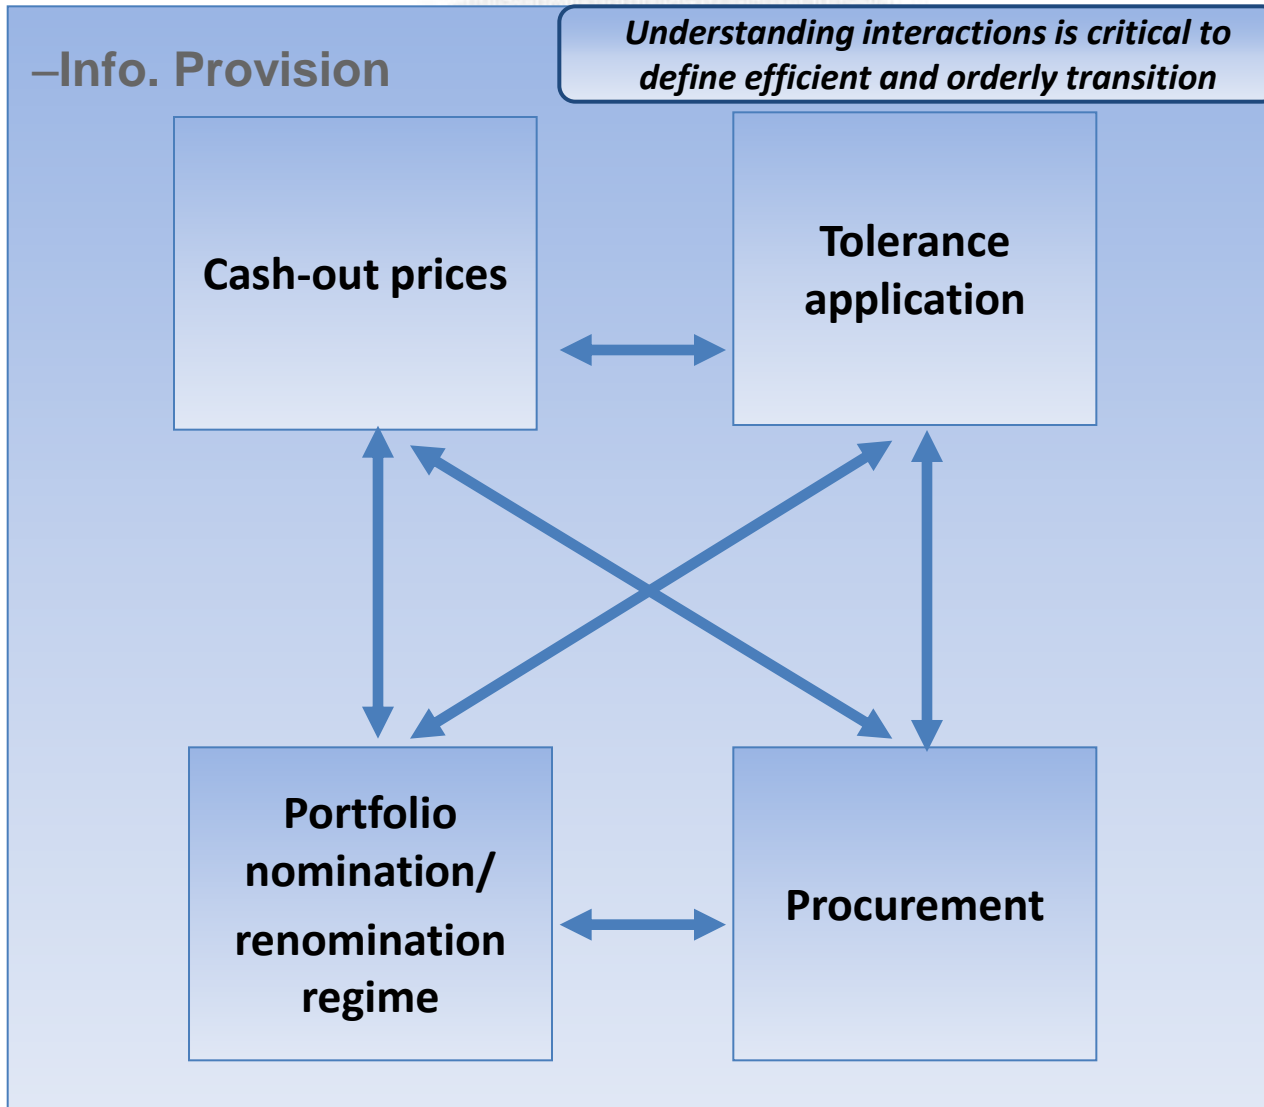 –Info. Provision
Understanding interactions is critical to
define efficient and orderly transition
Cash-out prices
Tolerance
application
Portfolio
nomination/
renomination
regime
Procurement